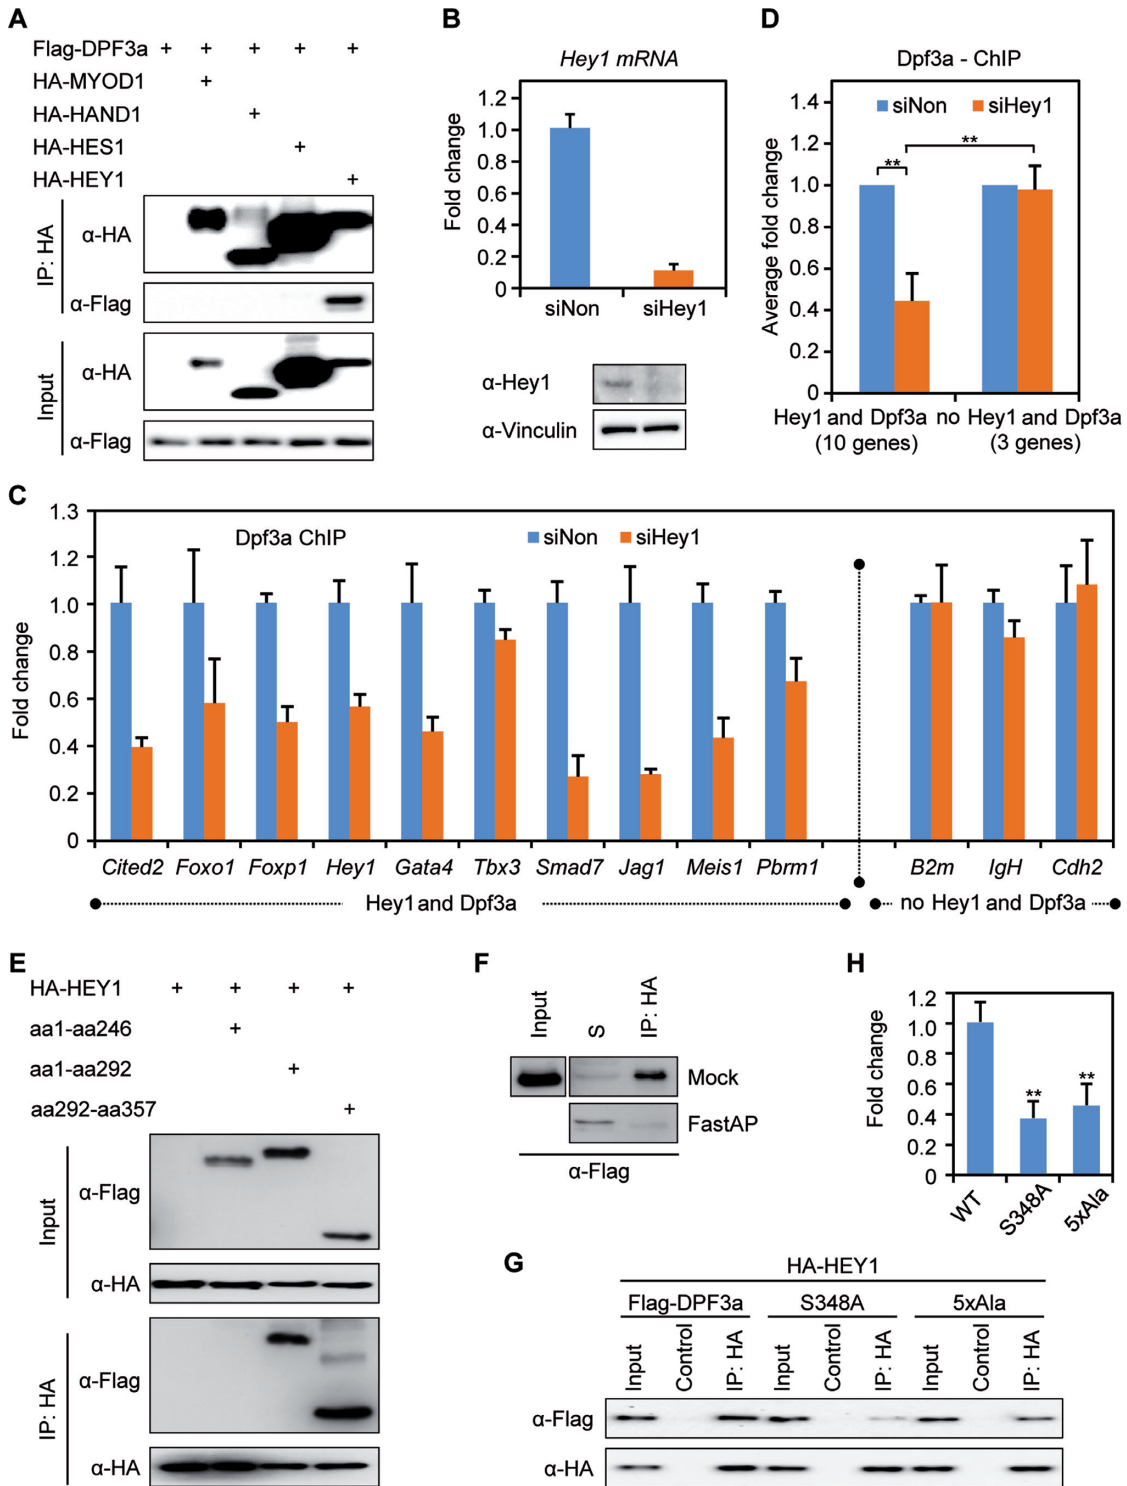 A
Flag-DPF3a + + + + +
HA-MYOD1 +
HA-HAND1 +
HA-HES1 +
HA-HEY1 +
IP: HA
α-HA
α-Flag
Input
α-HA
α-Flag
B
Hey1 mRNA
Fold change
1.2
1.0
0.8
0.6
0.4
0.2
0
siNon siHey1
α-Hey1
α-Vinculin
D
Dpf3a - ChIP
siNon siHey1
Average fold change
1.4
1.2
1.0
0.8
0.6
0.4
0.2
0
**
**
Hey1 and Dpf3a no Hey1 and Dpf3a
(10 genes) (3 genes)
C
Dpf3a ChIP
siNon siHey1
Fold change
1.3
1.2
1.0
0.8
0.6
0.4
0.2
0
Cited2 Foxo1 Foxp1 Hey1 Gata4 Tbx3 Smad7 Jag1 Meis1 Pbrm1 B2m IgH Cdh2
Hey1 and Dpf3a no Hey1 and Dpf3a
E
HA-HEY1 + + + +
aa1-aa246 +
aa1-aa292 +
aa292-aa357 +
Input
α-Flag
α-HA
IP: HA
α-Flag
α-HA
F
Input S IP: HA
Mock
FastAP
α-Flag
H
Fold change
1.2
1.0
0.8
0.6
0.4
0.2
0
**
**
WT S348A 5xAla
G
HA-HEY1
Flag-DPF3a S348A 5xAla
Input Control IP: HA Input Control IP: HA Input Control IP: HA
α-Flag
α-HA